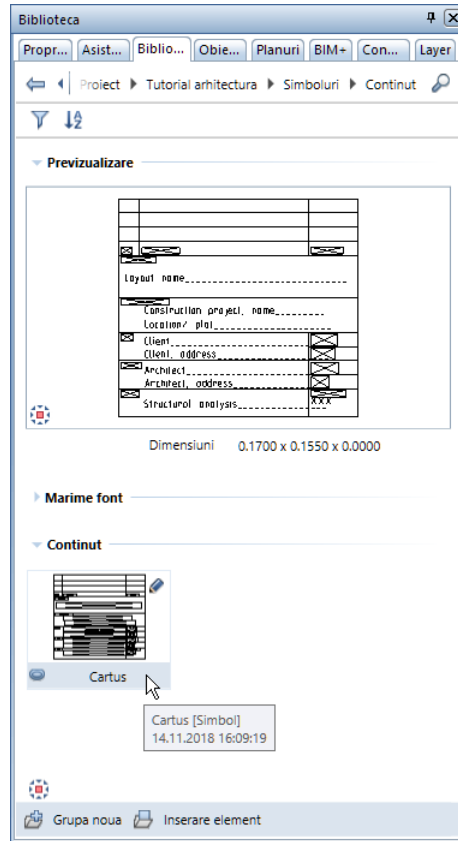 Biblioteca
Propr... Asist... Biblio... Obie... Planuri BIM+ Con... Layer
Proiect Tutorial arhitectura Simboluri Continut
Previzualizare
Layout name
Construction project, name
Location/ plot
Client
Client, address
Architect
Architect, address
Structural analysis XXX
Dimensiuni 0.1700 x 0.1550 x 0.0000
Marime font
Continut
Cartus
Cartus [Simbol]
14.11.2018 16:09:19
Grupa noua Inserare element